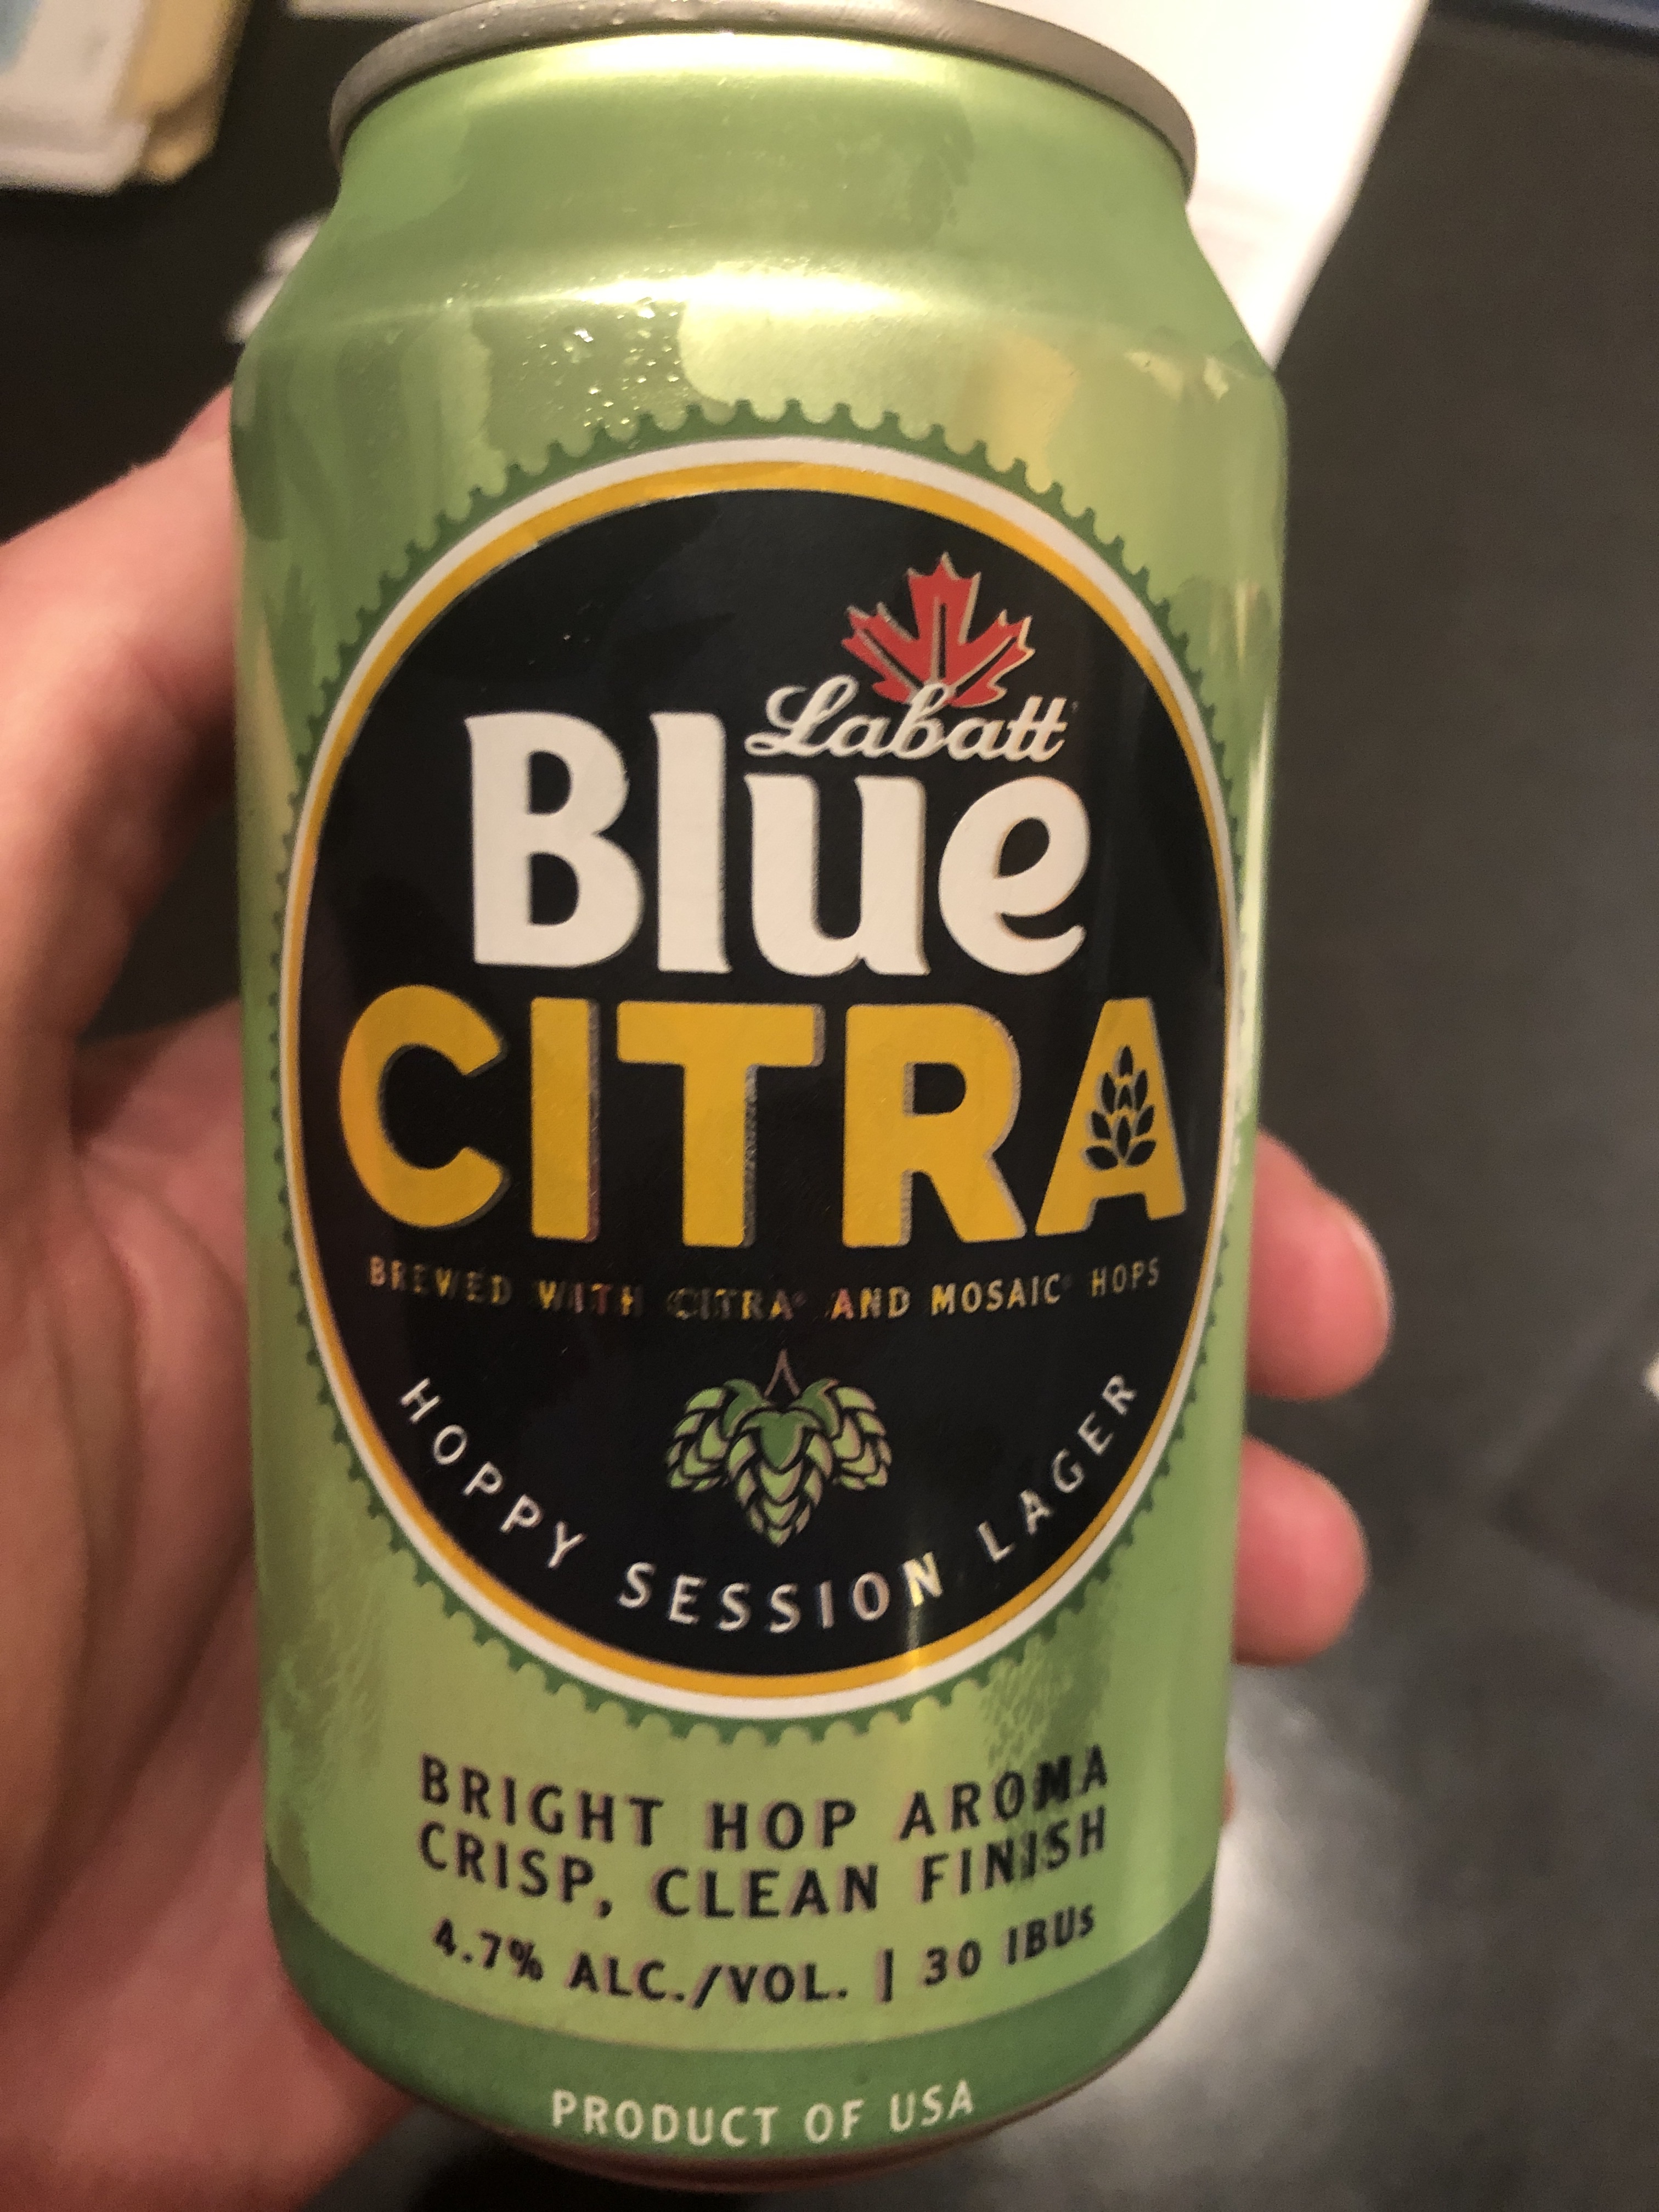 Labatt
Blue
CITRA
BREWED WITH CITRA® AND MOSAIC® HOPS
HOPPY SESSION LAGER
BRIGHT HOP AROMA
CRISP, CLEAN FINISH
4.7% ALC./VOL. | 30 IBUs
PRODUCT OF USA